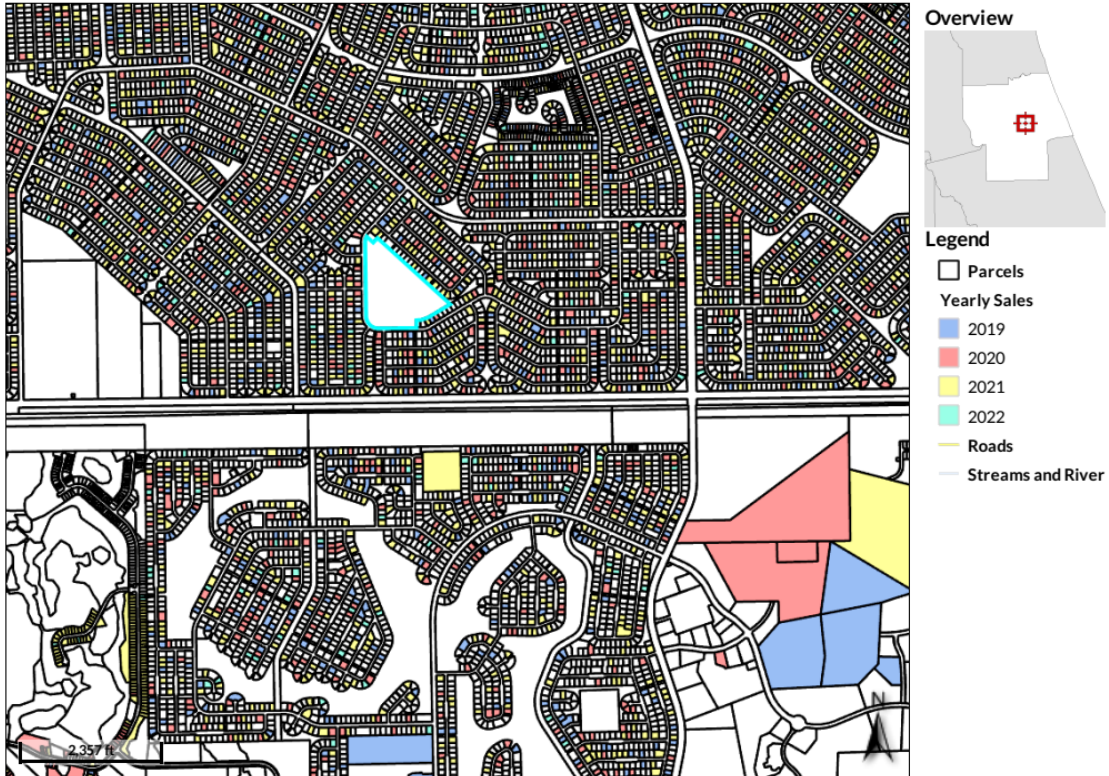 Overview
Legend
Parcels
Yearly Sales
2019
2020
2021
2022
Roads
Streams and River
N
2,357 ft